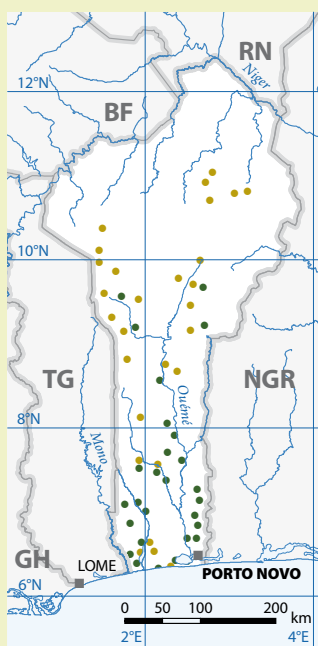 RN
Niger
12°N
BF
10°N
TG
NGR
Ouémé
8°N
Mono
GH
LOME
PORTO NOVO
6°N
0 50 100 200 km
2°E 4°E